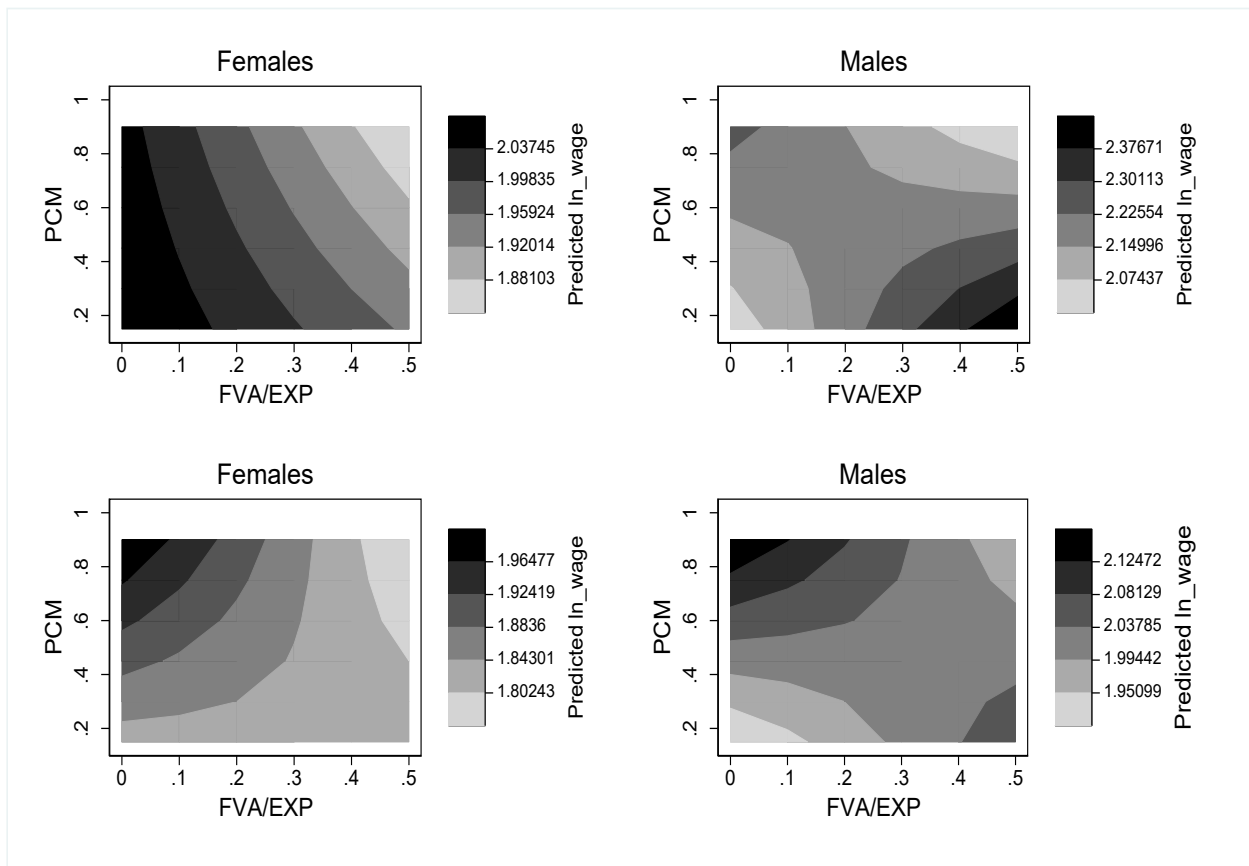 Females
PCM
1
.8
.6
.4
.2
0 .1 .2 .3 .4 .5
FVA/EXP
2.03745
1.99835
1.95924
1.92014
1.88103
Predicted ln_wage
Males
PCM
1
.8
.6
.4
.2
0 .1 .2 .3 .4 .5
FVA/EXP
2.37671
2.30113
2.22554
2.14996
2.07437
Predicted ln_wage
Females
PCM
1
.8
.6
.4
.2
0 .1 .2 .3 .4 .5
FVA/EXP
1.96477
1.92419
1.8836
1.84301
1.80243
Predicted ln_wage
Males
PCM
1
.8
.6
.4
.2
0 .1 .2 .3 .4 .5
FVA/EXP
2.12472
2.08129
2.03785
1.99442
1.95099
Predicted ln_wage